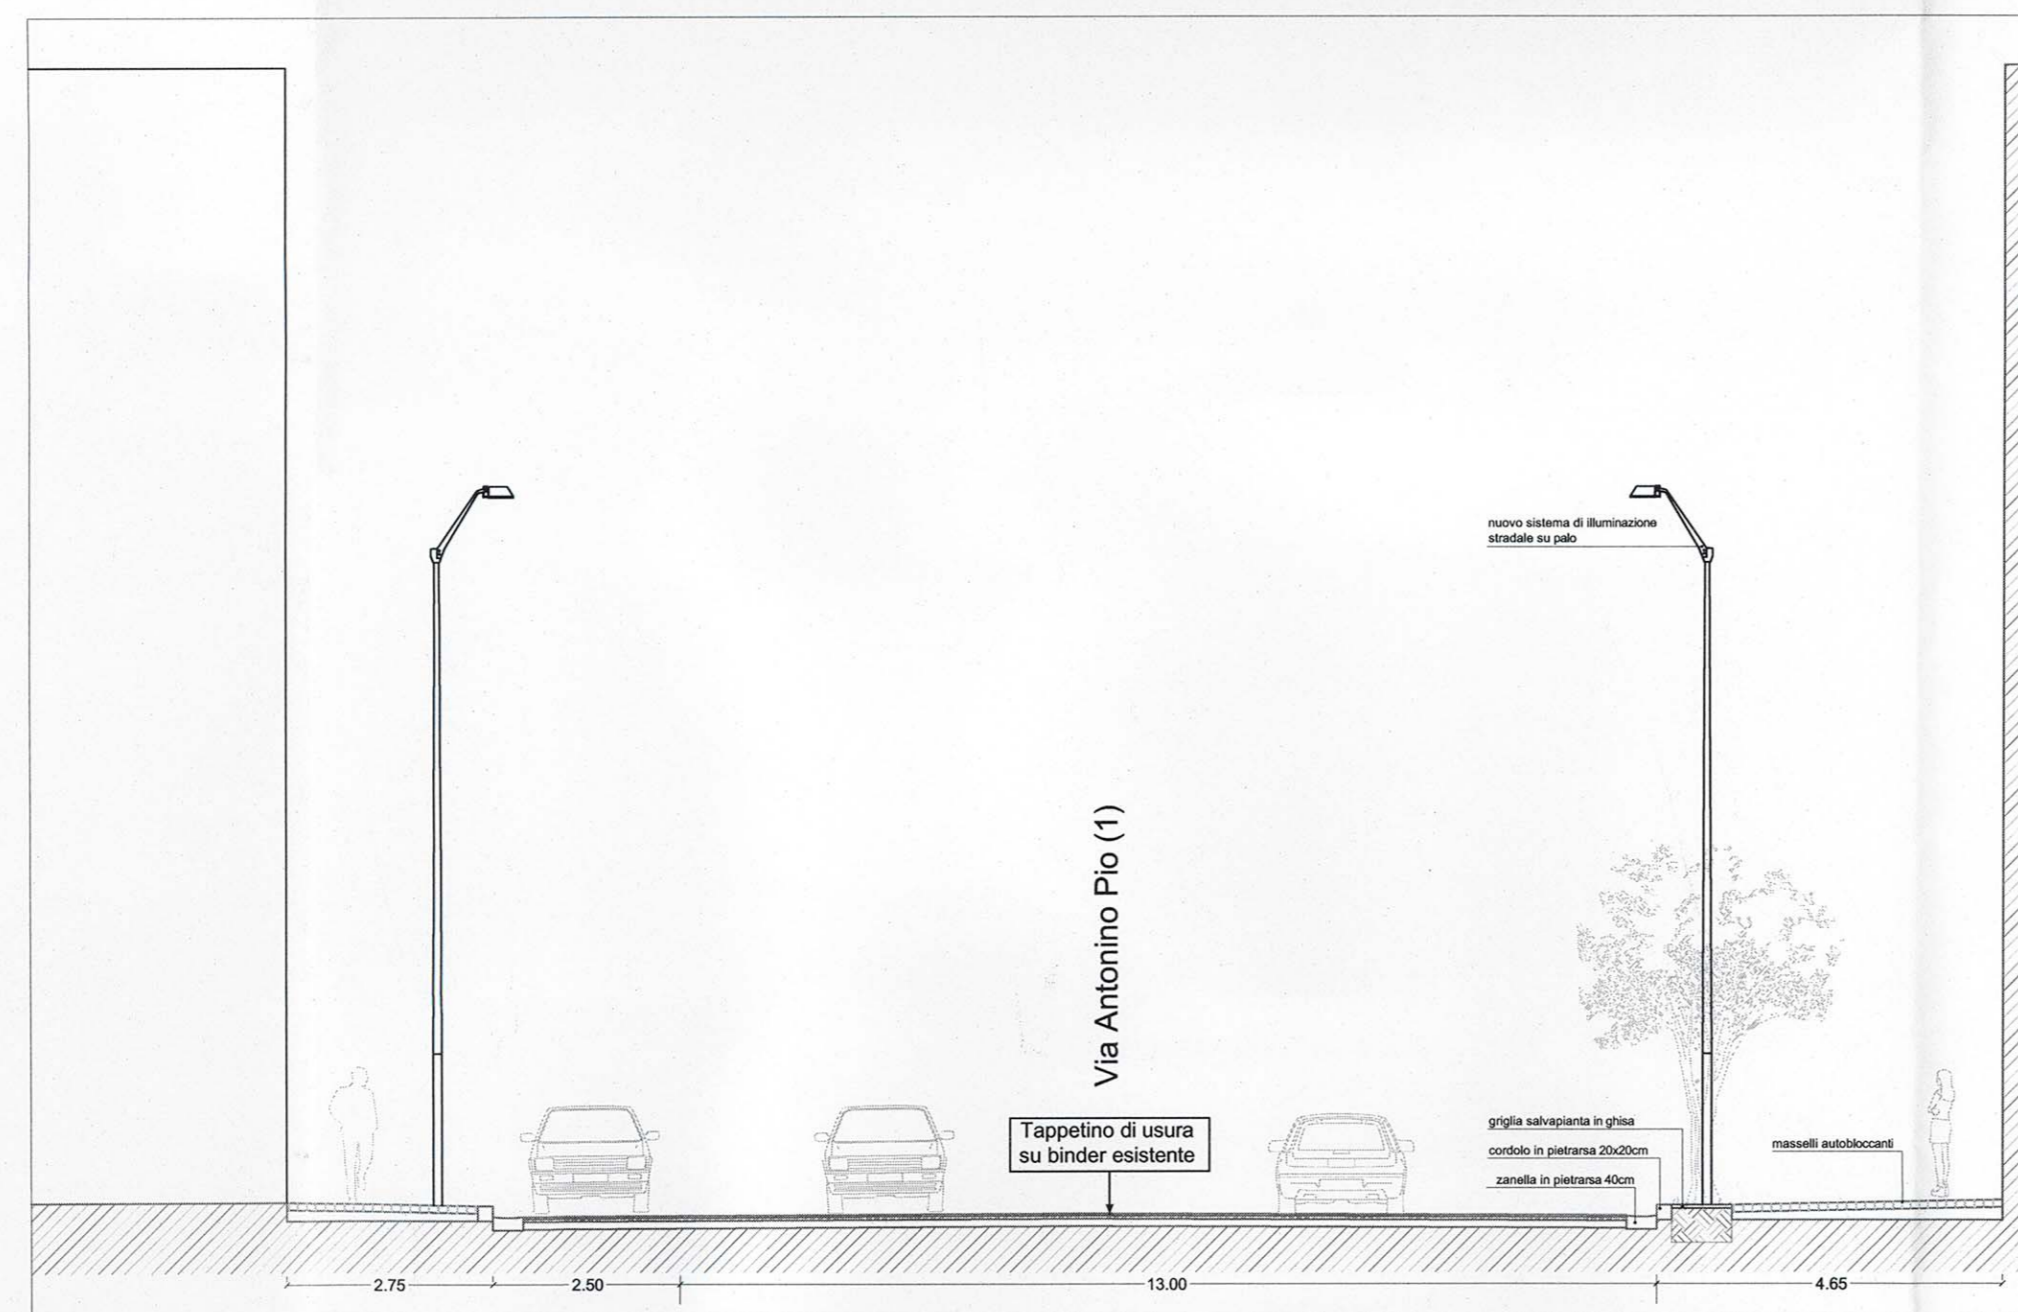 nuovo sistema di illuminazione
stradale su palo
Via Antonino Pio (1)
Tappetino di usura
su binder esistente
griglia salvapianta in ghisa
cordolo in pietrarsa 20x20cm
zanella in pietrarsa 40cm
masselli autobloccanti
2.75
2.50
13.00
4.65